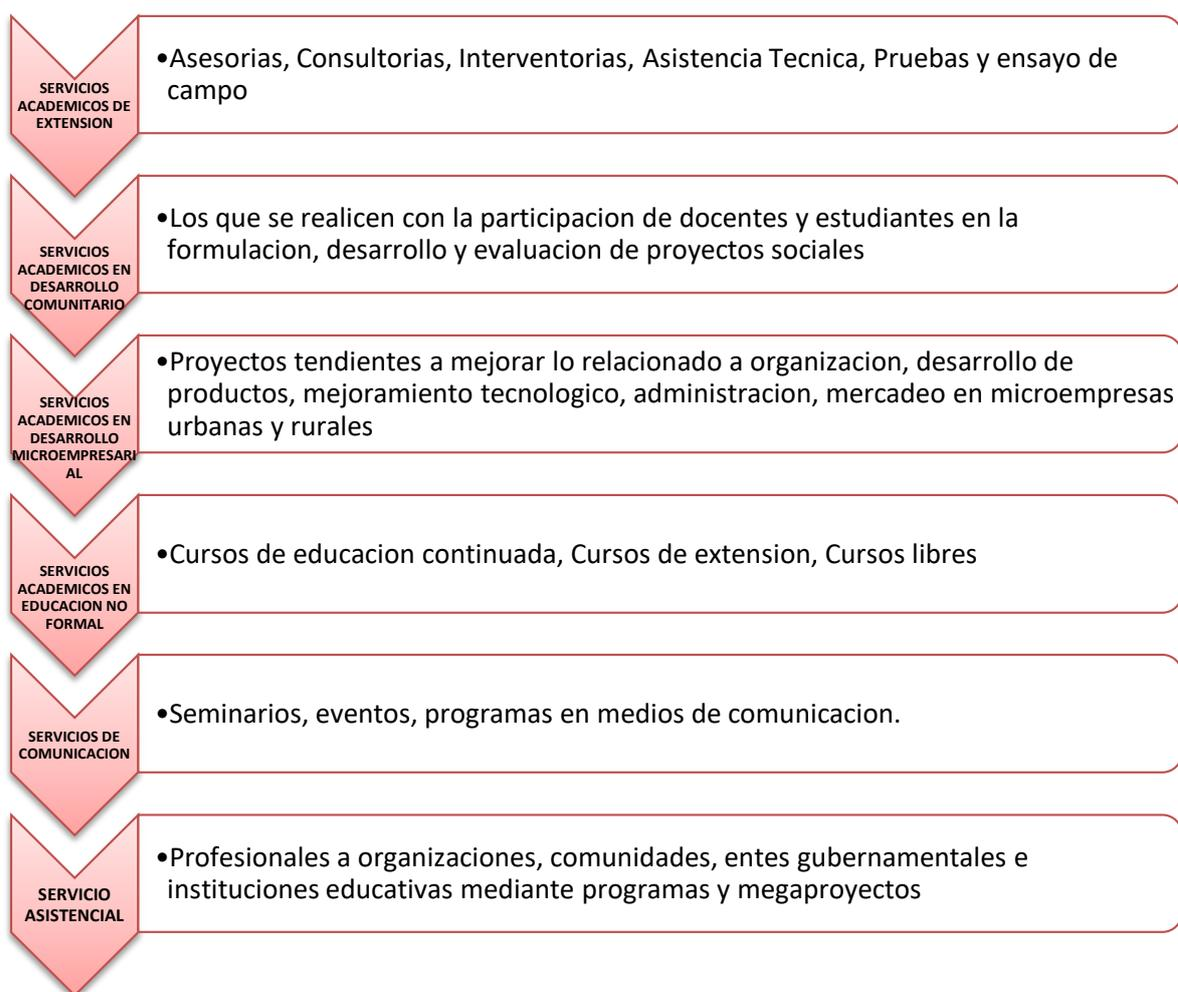 SERVICIOS
ACADEMICOS DE
EXTENSION
•Asesorias, Consultorias, Interventorias, Asistencia Tecnica, Pruebas y ensayo de
campo
SERVICIOS
ACADEMICOS EN
DESARROLLO
COMUNITARIO
•Los que se realicen con la participacion de docentes y estudiantes en la
formulacion, desarrollo y evaluacion de proyectos sociales
SERVICIOS
ACADEMICOS EN
DESARROLLO
MICROEMPRESARI
AL
•Proyectos tendientes a mejorar lo relacionado a organizacion, desarrollo de
productos, mejoramiento tecnologico, administracion, mercadeo en microempresas
urbanas y rurales
SERVICIOS
ACADEMICOS EN
EDUCACION NO
FORMAL
•Cursos de educacion continuada, Cursos de extension, Cursos libres
SERVICIOS DE
COMUNICACION
•Seminarios, eventos, programas en medios de comunicacion.
SERVICIO
ASISTENCIAL
•Profesionales a organizaciones, comunidades, entes gubernamentales e
instituciones educativas mediante programas y megaproyectos